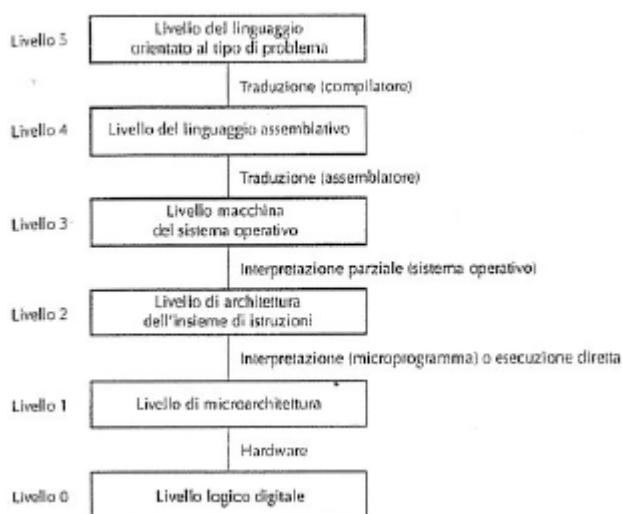 Livello 5
Livello del linguaggio
orientato al tipo di problema
Traduzione (compilatore)
Livello 4
Livello del linguaggio assemblativo
Traduzione (assemblatore)
Livello 3
Livello macchina
del sistema operativo
Interpretazione parziale (sistema operativo)
Livello 2
Livello di architettura
dell'insieme di istruzioni
Interpretazione (microprogramma) o esecuzione diretta
Livello 1
Livello di microarchitettura
Hardware
Livello 0
Livello logico digitale